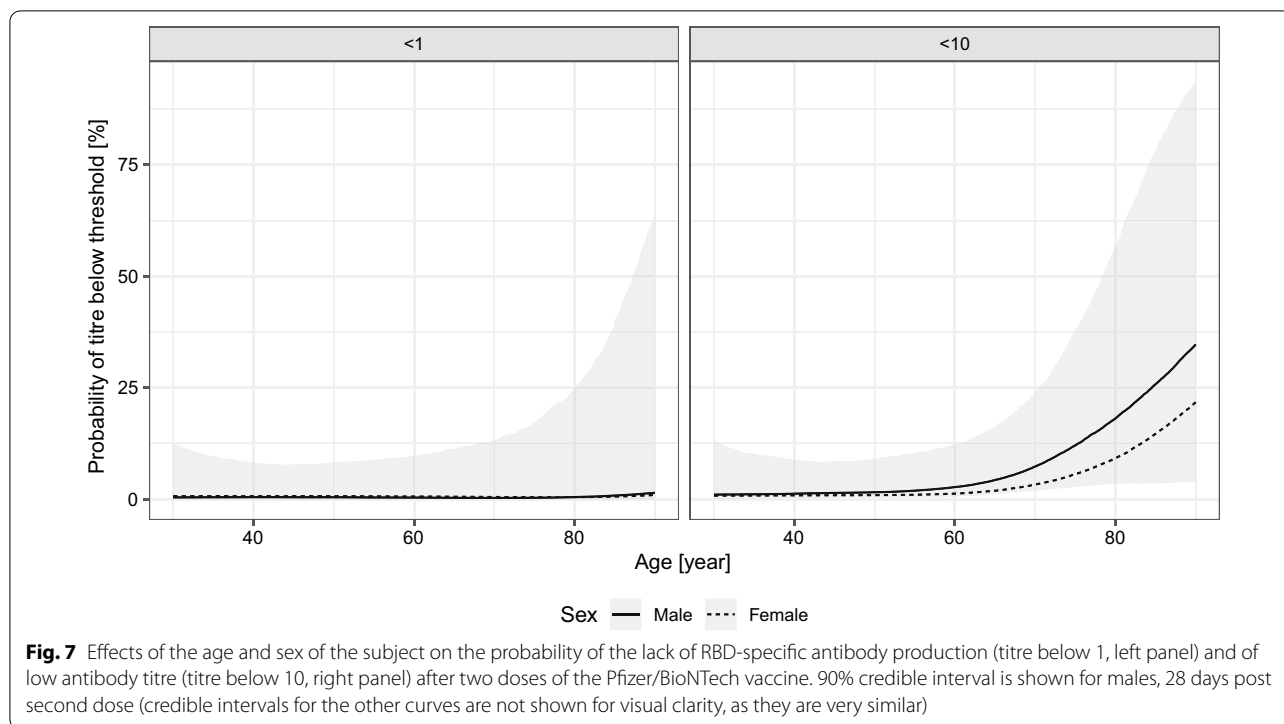 <1
<10
Probability of titre below threshold [%]
75
50
25
0
40
60
80
40
60
80
Age [year]
Sex Male Female
Fig. 7 Effects of the age and sex of the subject on the probability of the lack of RBD-specific antibody production (titre below 1, left panel) and of
low antibody titre (titre below 10, right panel) after two doses of the Pfizer/BioNTech vaccine. 90% credible interval is shown for males, 28 days post
second dose (credible intervals for the other curves are not shown for visual clarity, as they are very similar)